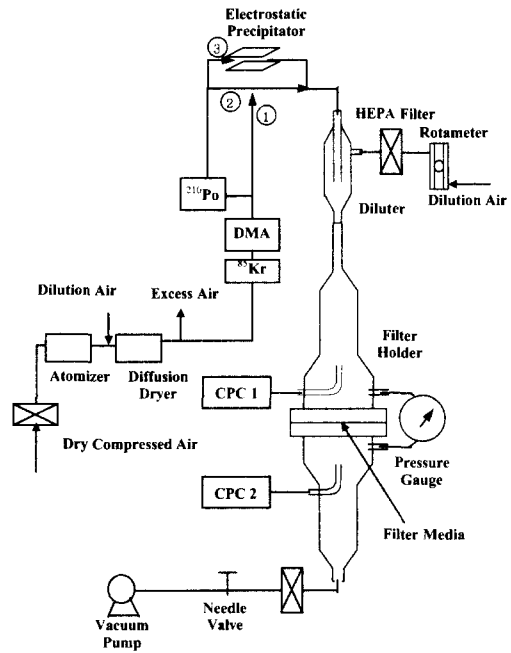 Electrostatic
Precipitator
③
②
①
HEPA Filter
Rotameter
210Po
Dilution Air
Diluter
DMA
85Kr
Dilution Air
Excess Air
Filter
Holder
Atomizer
Diffusion
Dryer
CPC 1
Dry Compressed Air
Pressure
Gauge
CPC 2
Filter Media
Vacuum
Pump
Needle
Valve